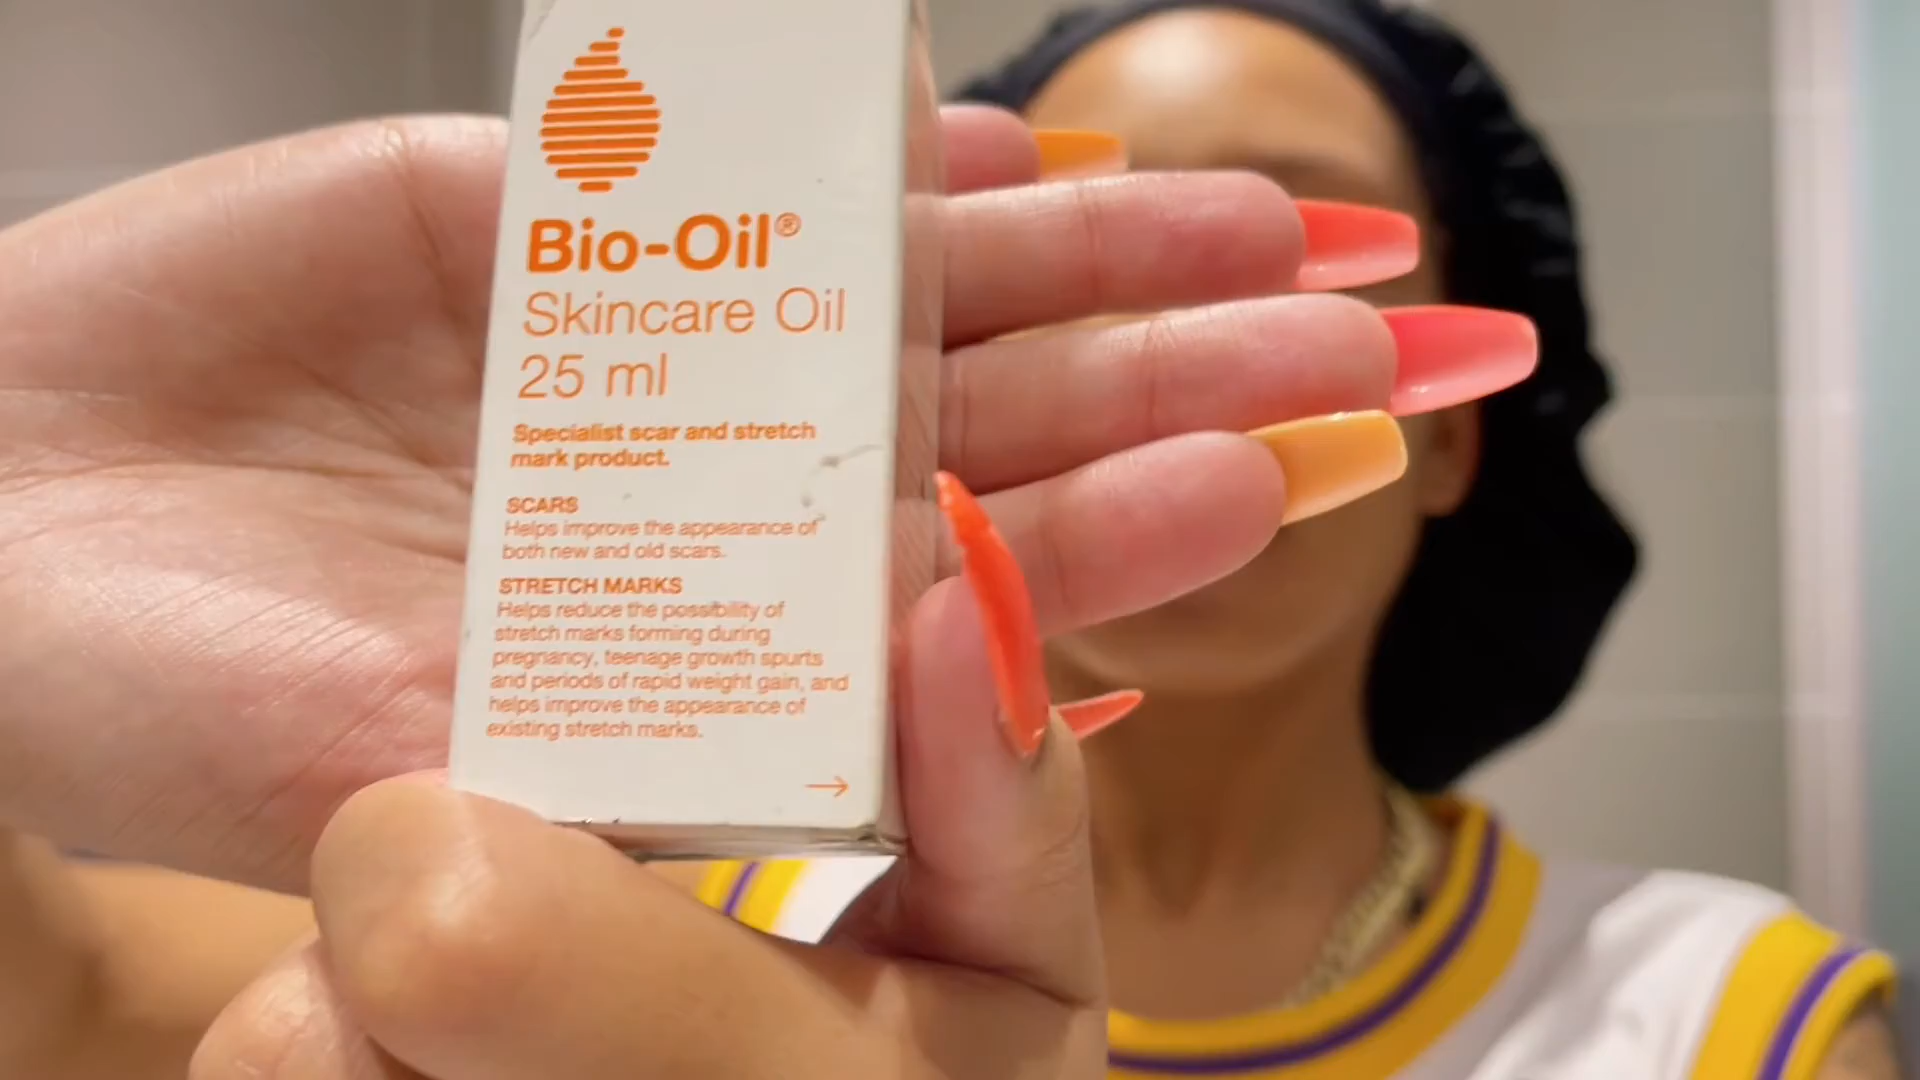 Bio-Oil®
Skincare Oil
25 ml
Specialist scar and stretch
mark product.
SCARS
Helps improve the appearance of
both new and old scars.
STRETCH MARKS
Helps reduce the possibility of
stretch marks forming during
pregnancy, teenage growth spurts
and periods of rapid weight gain, and
helps improve the appearance of
existing stretch marks.